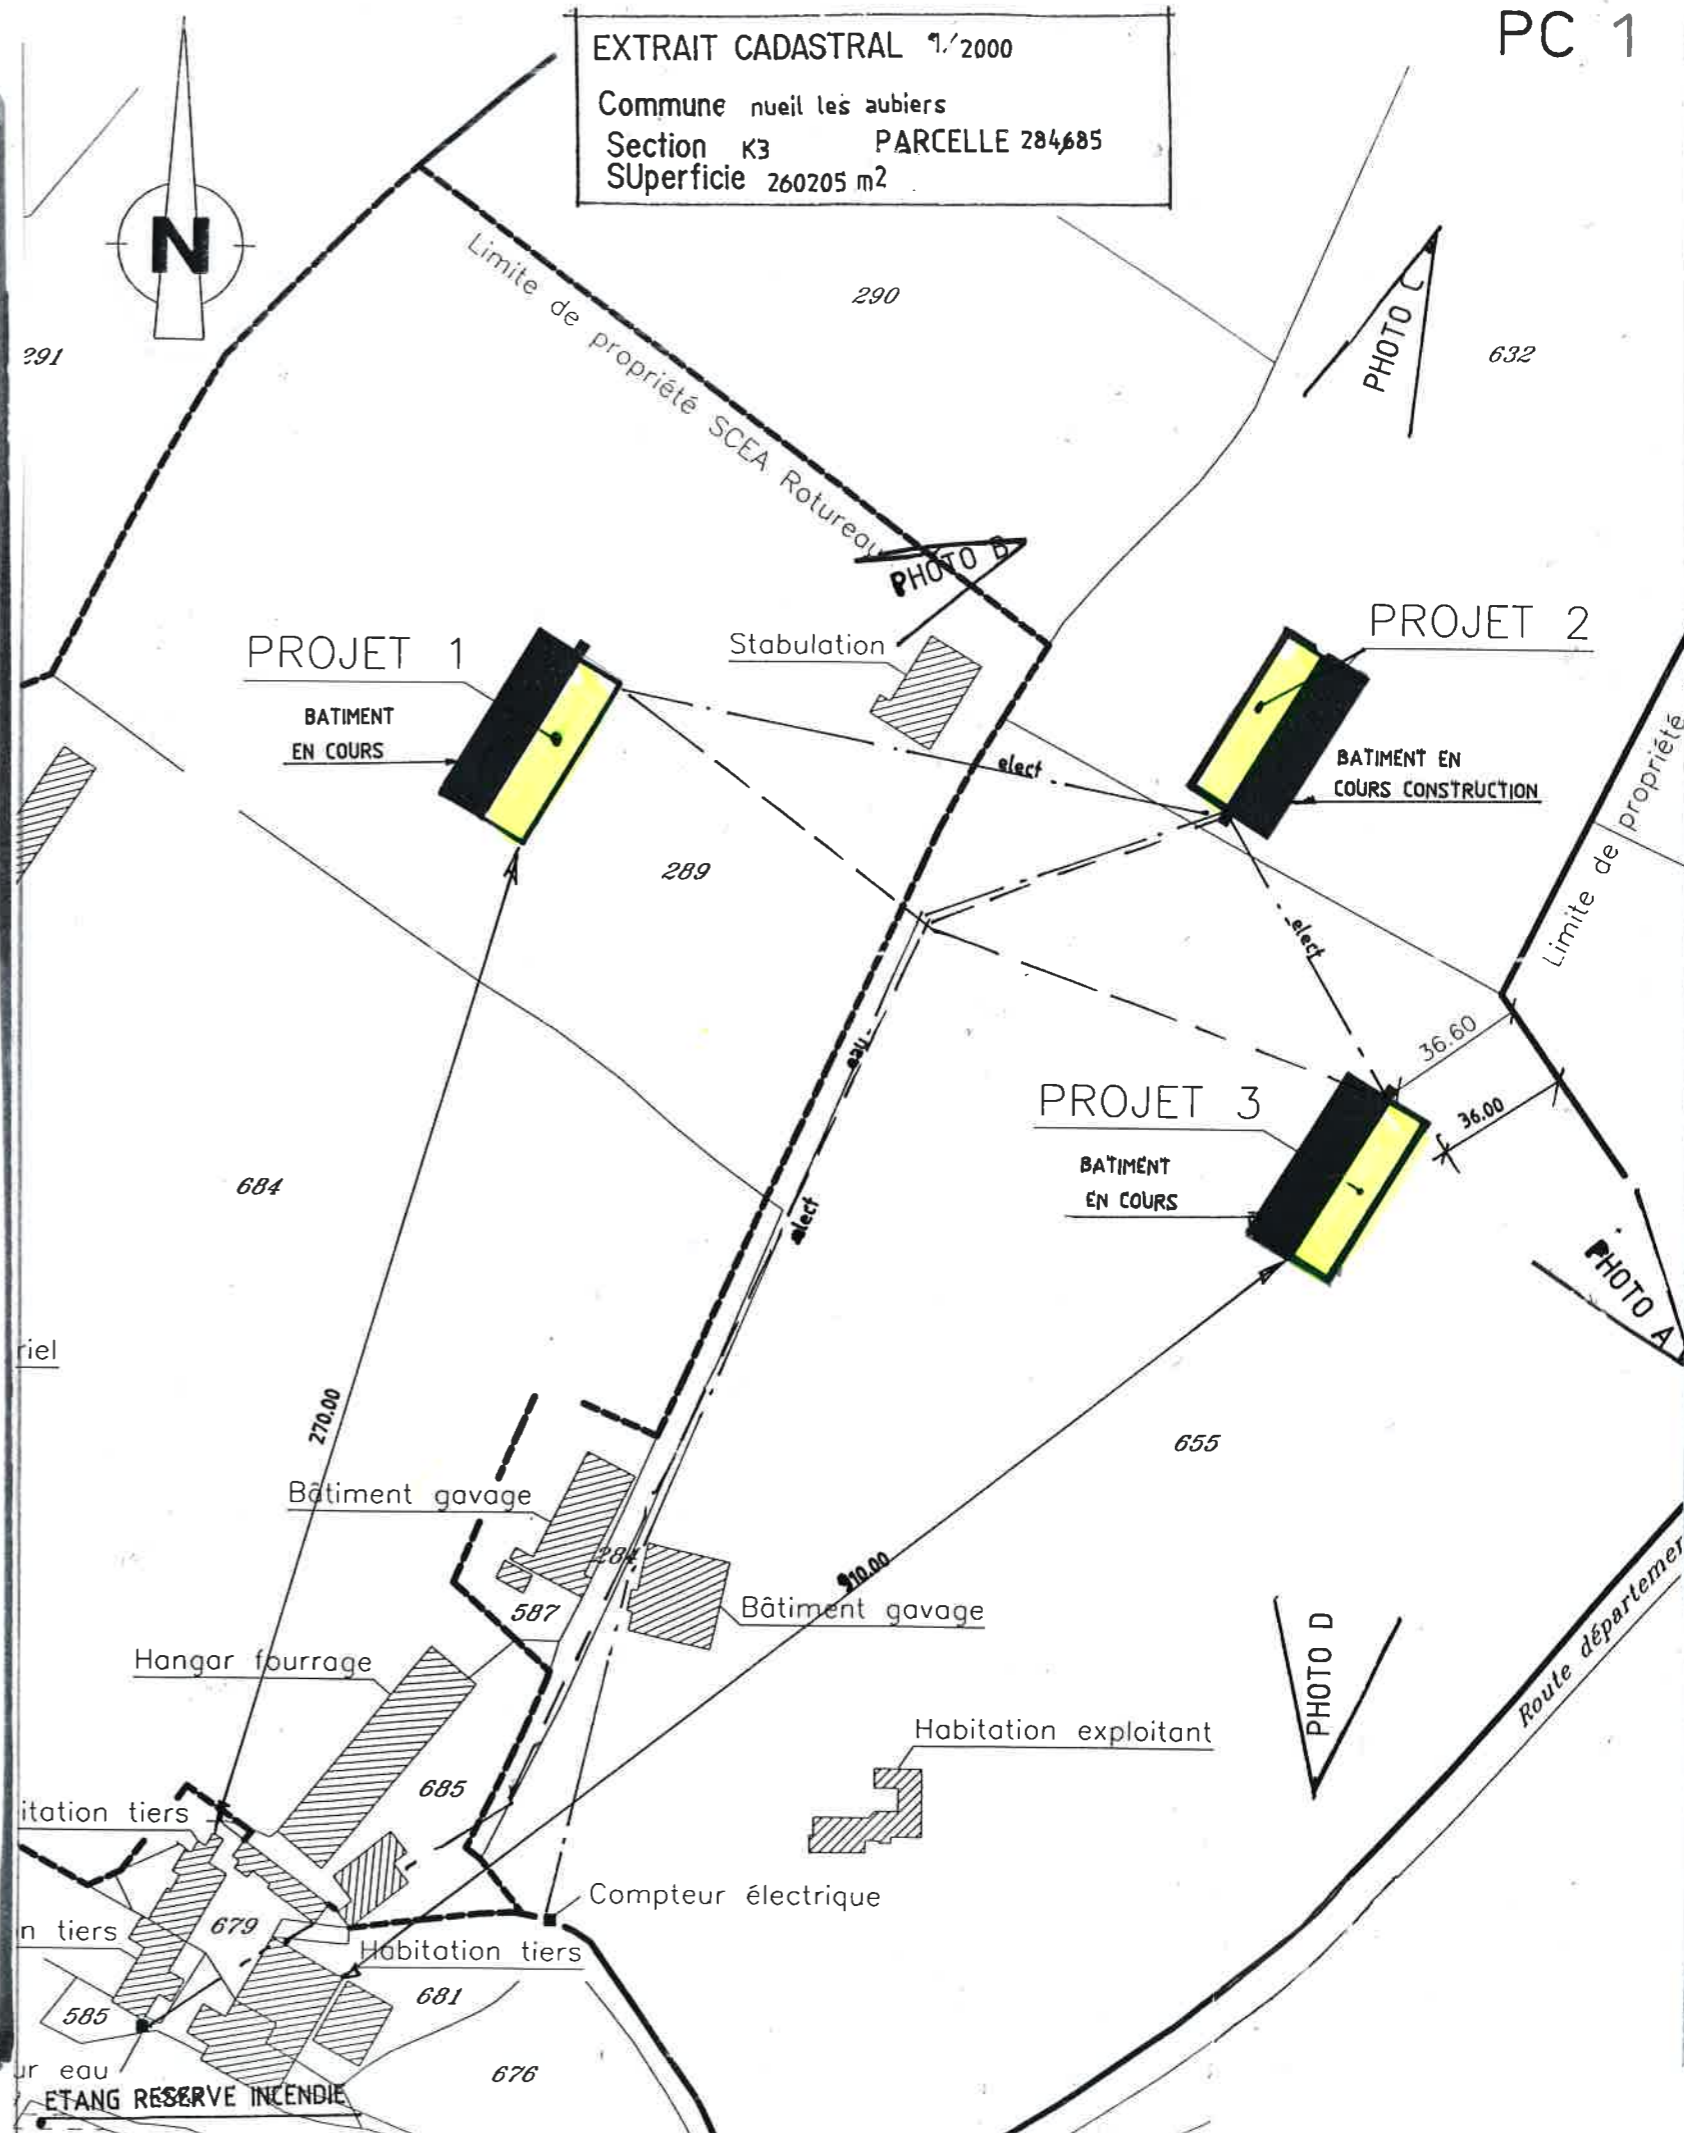 PC 1
EXTRAIT CADASTRAL 1/2000
Commune nueil les aubiers
Section K3 PARCELLE 284,685
SUperficie 260205 m2
N
290
291
632
PHOTO C
Limite de propriété SCEA Rotureau
PHOTO B
PROJET 1
Stabulation
PROJET 2
BATIMENT
EN COURS
elect
BATIMENT EN
COURS CONSTRUCTION
Limite de propriété
289
elect
eau
36.60
36.00
PROJET 3
BATIMENT
EN COURS
684
elect
PHOTO A
riel
270.00
655
Bâtiment gavage
284
587
910.00
Bâtiment gavage
Hangar fourrage
PHOTO D
Route départemen
Habitation exploitant
685
itation tiers
Compteur électrique
679
n tiers
Habitation tiers
681
585
ur eau
676
ETANG RESERVE INCENDIE